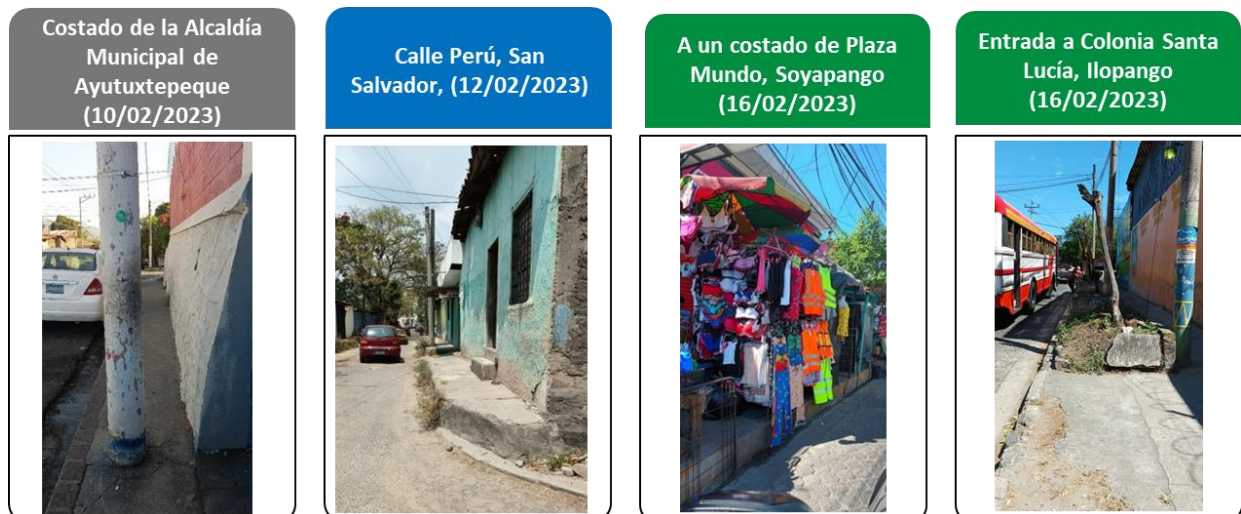 Costado de la Alcaldía
Municipal de
Ayutuxtepeque
(10/02/2023)
Calle Perú, San
Salvador, (12/02/2023)
A un costado de Plaza
Mundo, Soyapango
(16/02/2023)
Entrada a Colonia Santa
Lucía, Ilopango
(16/02/2023)